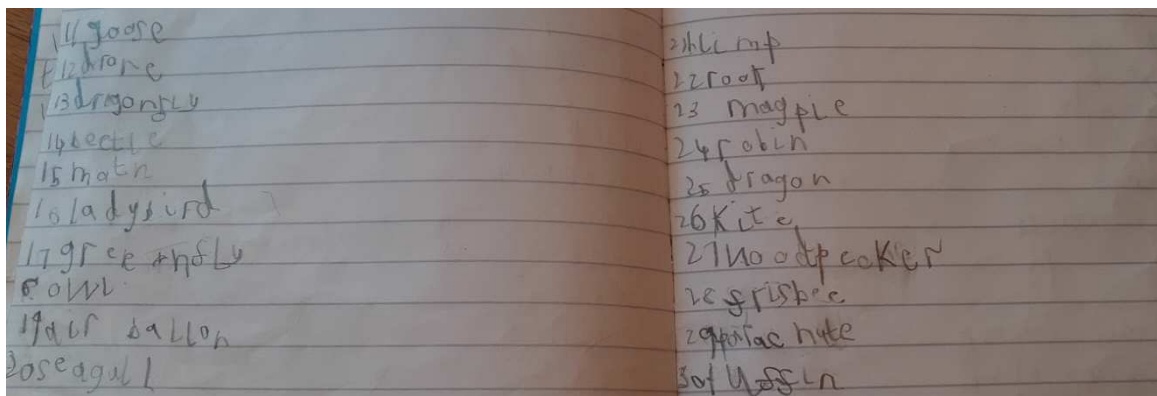 11 goose
12 drone
13 dragonfly
14 beetle
15 math
16 ladybird
17 greenfly
owl
19 air ballon
20 seagull
21 blimp
22 root
23 magpie
24 robin
25 dragon
26 Kite
27 woodpecker
28 frisbee
29 parachute
30 puffin